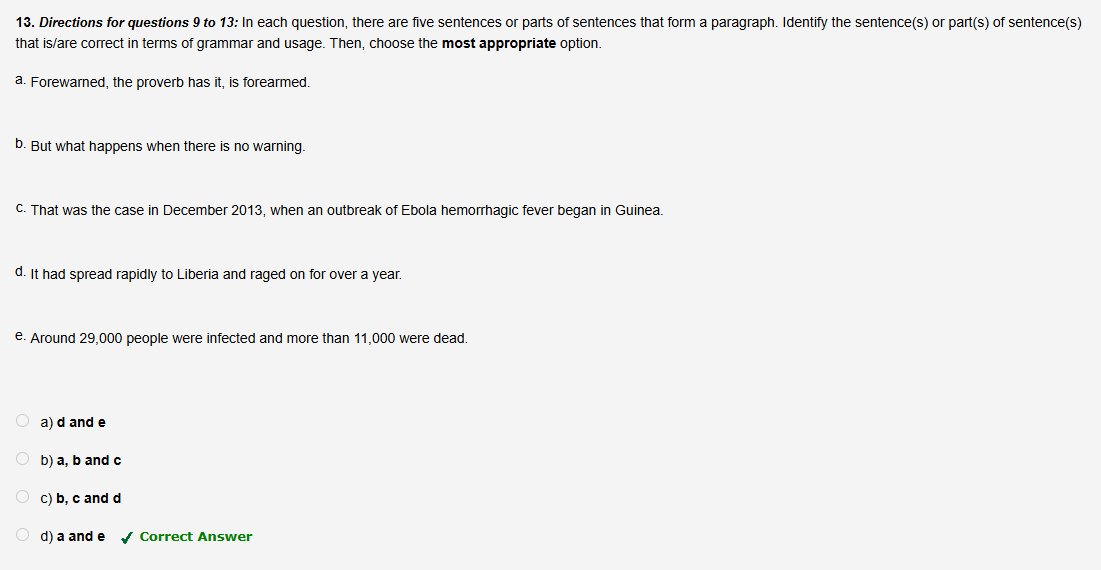 13. Directions for questions 9 to 13: In each question, there are five sentences or parts of sentences that form a paragraph. Identify the sentence(s) or part(s) of sentence(s)
that is/are correct in terms of grammar and usage. Then, choose the most appropriate option.
a. Forewarned, the proverb has it, is forearmed.
b. But what happens when there is no warning.
c. That was the case in December 2013, when an outbreak of Ebola hemorrhagic fever began in Guinea.
d. It had spread rapidly to Liberia and raged on for over a year.
e. Around 29,000 people were infected and more than 11,000 were dead.
a) d and e
b) a, b and c
c) b, c and d
d) a and e ✓ Correct Answer